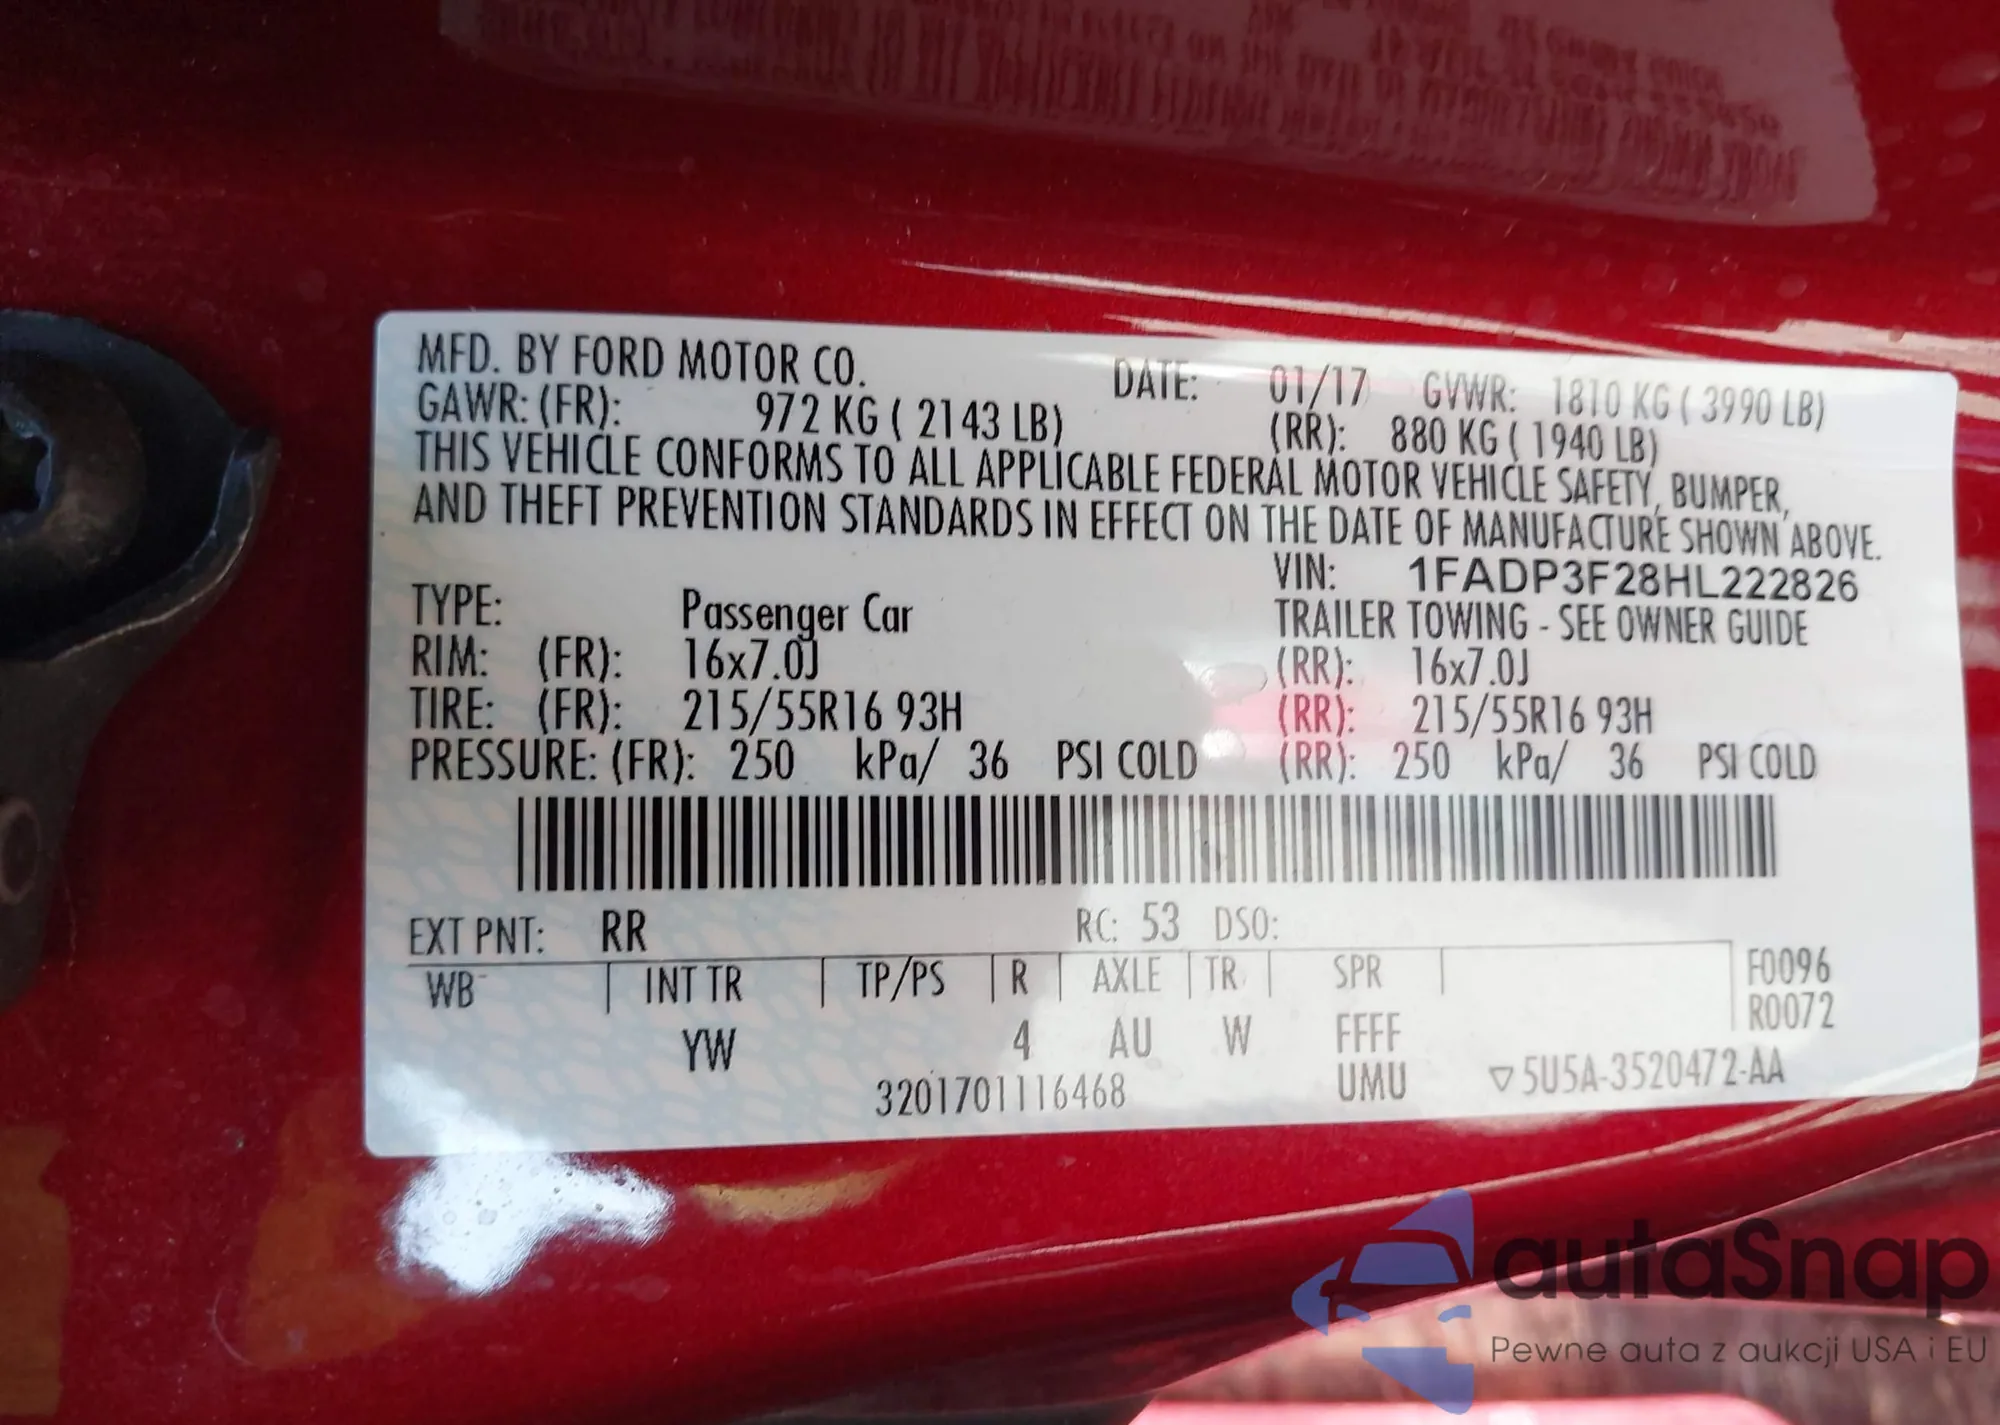 MFD. BY FORD MOTOR CO. DATE: 01/17 GVWR: 1810 KG ( 3990 LB)
GAWR: (FR): 972 KG ( 2143 LB) (RR): 880 KG ( 1940 LB)
THIS VEHICLE CONFORMS TO ALL APPLICABLE FEDERAL MOTOR VEHICLE SAFETY, BUMPER,
AND THEFT PREVENTION STANDARDS IN EFFECT ON THE DATE OF MANUFACTURE SHOWN ABOVE.
VIN: 1FADP3F28HL222826
TYPE: Passenger Car TRAILER TOWING - SEE OWNER GUIDE
RIM: (FR): 16x7.0J (RR): 16x7.0J
TIRE: (FR): 215/55R16 93H (RR): 215/55R16 93H
PRESSURE: (FR): 250 kPa/ 36 PSI COLD (RR): 250 kPa/ 36 PSI COLD
EXT PNT: RR RC: 53 DSO:
WB INT TR TP/PS R AXLE TR SPR F0096
R0072
YW 4 AU W FFFF
3201701116468 UMU ▽5U5A-3520472-AA
autaSnap
Pewne auta z aukcji USA i EU